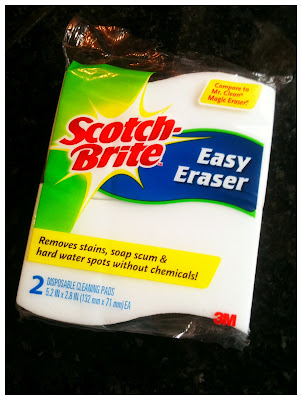 Compare to
Mr. Clean®
Magic Eraser®
Scotch-
Brite™
Easy
Eraser
Removes stains, soap scum &
hard water spots without chemicals!
2 DISPOSABLE CLEANING PADS
5.2 IN x 2.8 IN (132 mm x 71 mm) EA
3M